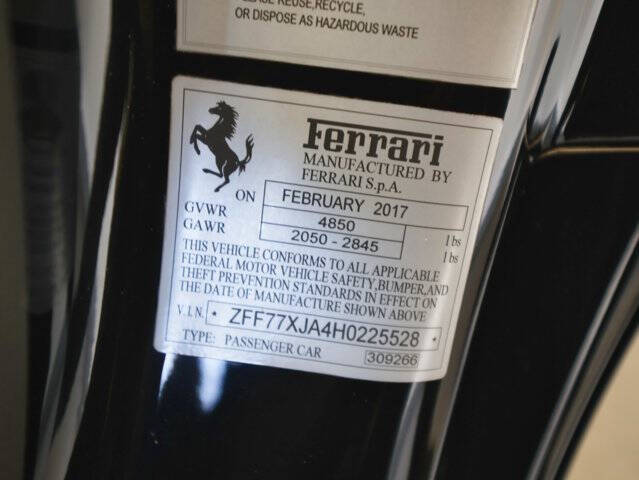 REUSE,RECYCLE,
OR DISPOSE AS HAZARDOUS WASTE
Ferrari
MANUFACTURED BY
FERRARI S.p.A.
ON FEBRUARY 2017
GVWR 4850 lbs
GAWR 2050 - 2845 lbs
THIS VEHICLE CONFORMS TO ALL APPLICABLE
FEDERAL MOTOR VEHICLE SAFETY,BUMPER,AND
THEFT PREVENTION STANDARDS IN EFFECT ON
THE DATE OF MANUFACTURE SHOWN ABOVE
V.I.N. * ZFF77XJA4H0225528 *
TYPE: PASSENGER CAR 309266